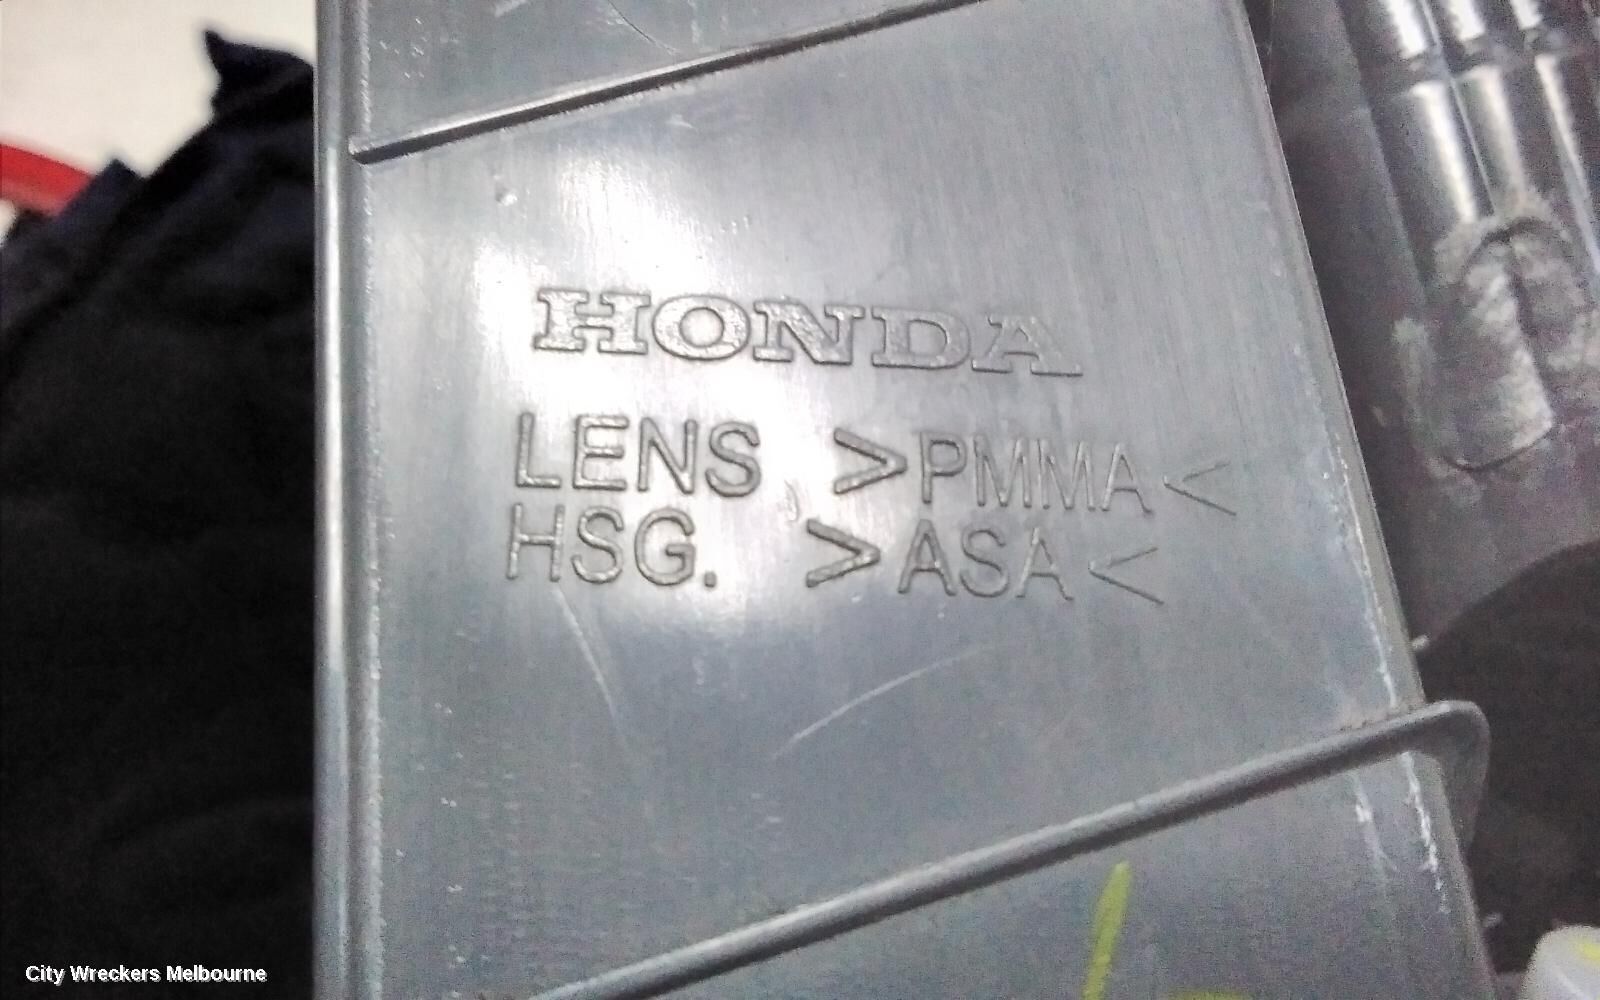 HONDA
LENS >PMMA<
HSG. >ASA<
City Wreckers Melbourne